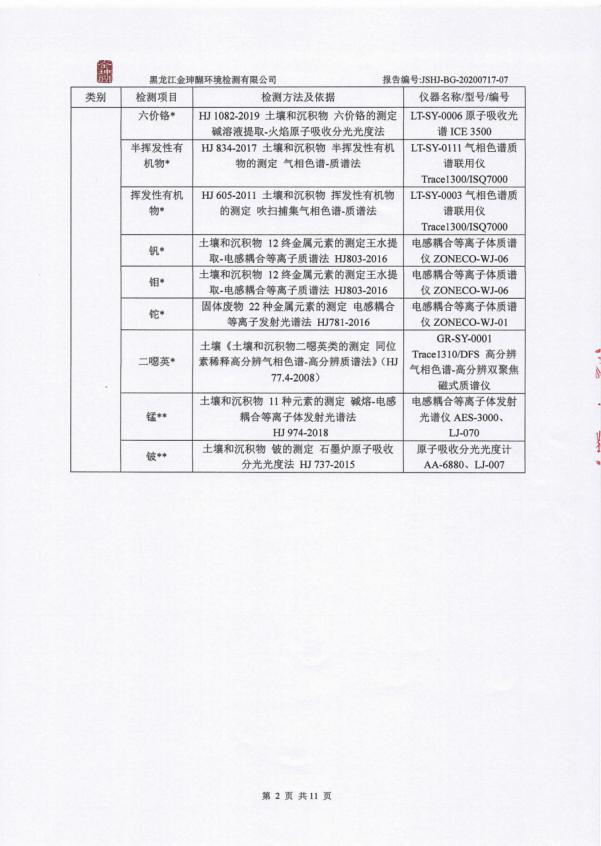 黑龙江金珅醐环境检测有限公司 报告编号:JSHJ-BG-20200717-07
类别 检测项目 检测方法及依据 仪器名称/型号/编号
六价铬* HJ 1082-2019 土壤和沉积物 六价铬的测定 LT-SY-0006 原子吸收光
碱溶液提取-火焰原子吸收分光光度法 谱 ICE 3500
半挥发性有 HJ 834-2017 土壤和沉积物 半挥发性有机 LT-SY-0111 气相色谱质
机物* 物的测定 气相色谱-质谱法 谱联用仪
Trace1300/ISQ7000
挥发性有机 HJ 605-2011 土壤和沉积物 挥发性有机物 LT-SY-0003 气相色谱质
物* 的测定 吹扫捕集气相色谱-质谱法 谱联用仪
Trace1300/ISQ7000
钒* 土壤和沉积物 12终金属元素的测定王水提 电感耦合等离子体质谱
取-电感耦合等离子质谱法 HJ803-2016 仪 ZONECO-WJ-06
钼* 土壤和沉积物 12终金属元素的测定王水提 电感耦合等离子体质谱
取-电感耦合等离子质谱法 HJ803-2016 仪 ZONECO-WJ-06
铊* 固体废物 22种金属元素的测定 电感耦合 电感耦合等离子体质谱
等离子发射光谱法 HJ781-2016 仪 ZONECO-WJ-01
二噁英* 土壤《土壤和沉积物二噁英类的测定 同位 GR-SY-0001
素稀释高分辨气相色谱-高分辨质谱法》（HJ Trace1310/DFS 高分辨
77.4-2008） 气相色谱-高分辨双聚焦
磁式质谱仪
锰** 土壤和沉积物 11种元素的测定 碱熔-电感 电感耦合等离子体发射
耦合等离子体发射光谱法 光谱仪 AES-3000、
HJ 974-2018 LJ-070
铍** 土壤和沉积物 铍的测定 石墨炉原子吸收 原子吸收分光光度计
分光光度法 HJ 737-2015 AA-6880、LJ-007
第 2 页 共11 页